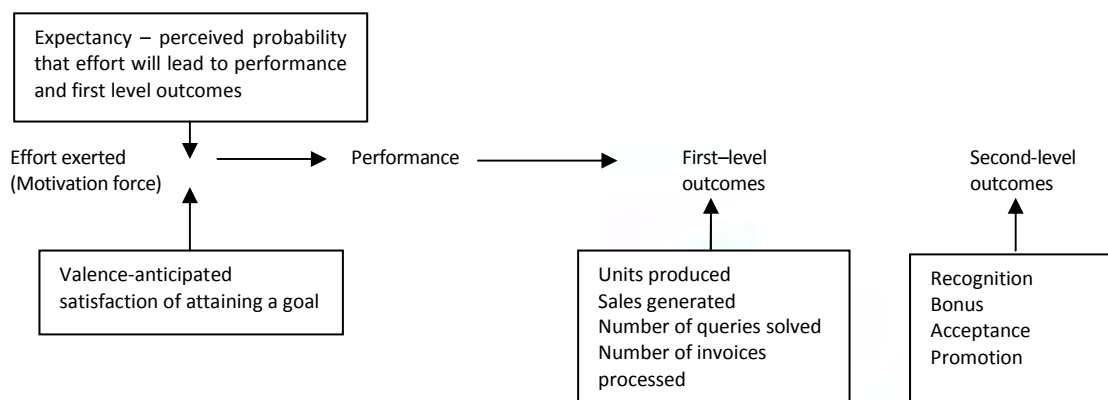 Expectancy – perceived probability
that effort will lead to performance
and first level outcomes
Effort exerted
(Motivation force)
Performance
First–level
outcomes
Second-level
outcomes
Valence-anticipated
satisfaction of attaining a goal
Units produced
Sales generated
Number of queries solved
Number of invoices
processed
Recognition
Bonus
Acceptance
Promotion